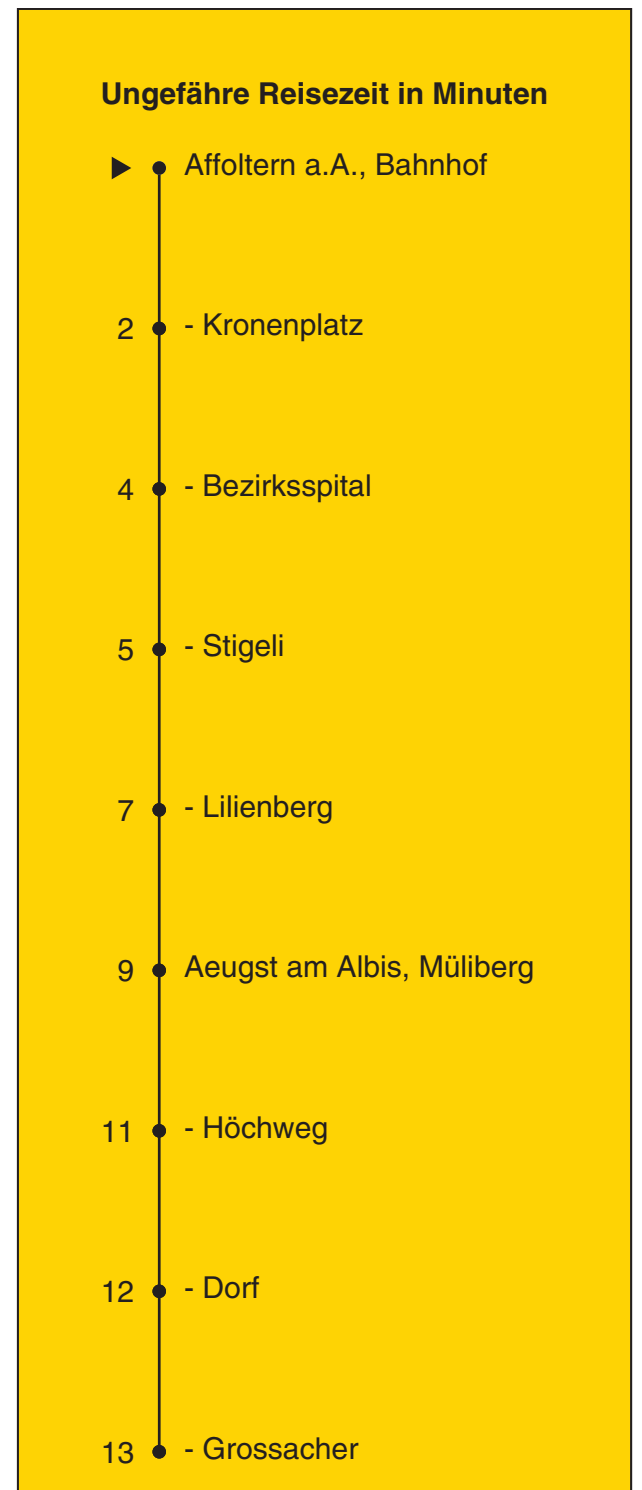 Ungefähre Reisezeit in Minuten
Affoltern a.A., Bahnhof
2 - Kronenplatz
4 - Bezirksspital
5 - Stigeli
7 - Lilienberg
9 Aeugst am Albis, Müliberg
11 - Höchweg
12 - Dorf
13 - Grossacher